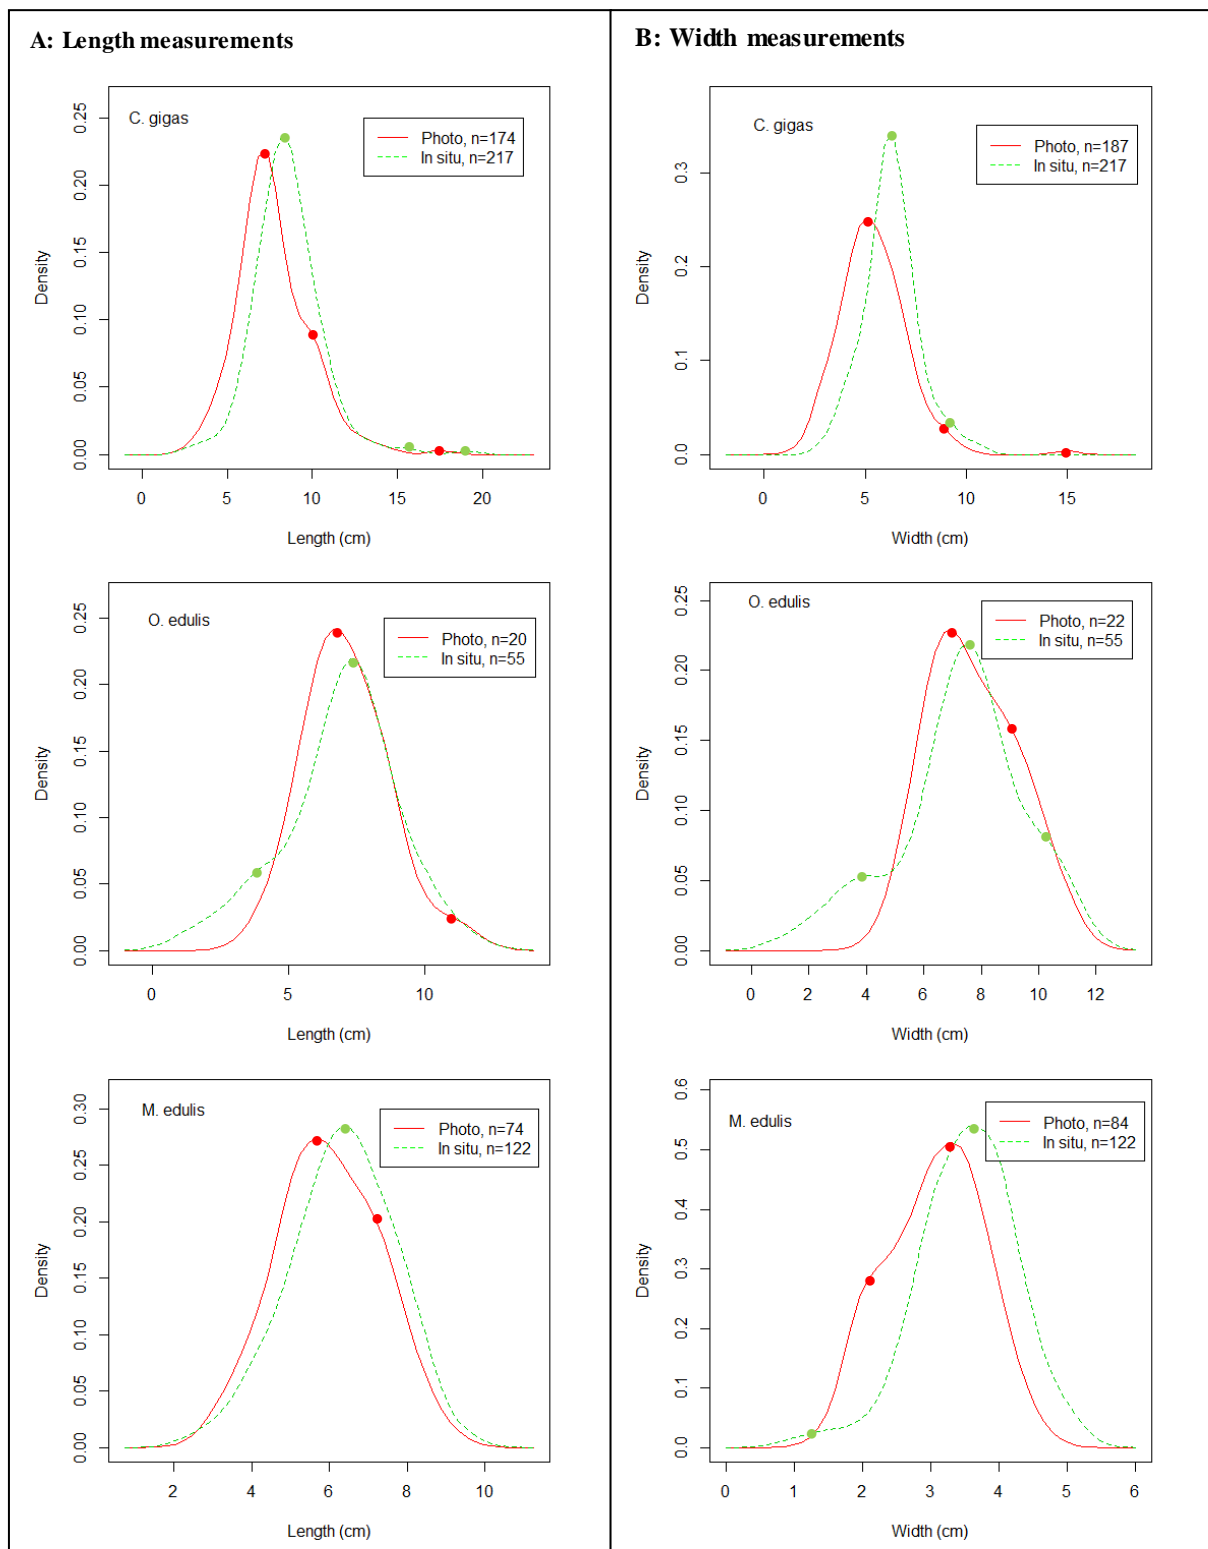 A: Length measurements
C. gigas
Photo, n=174
In situ, n=217
0.00 0.05 0.10 0.15 0.20 0.25
Density
0 5 10 15 20
Length (cm)
O. edulis
Photo, n=20
In situ, n=55
0.00 0.05 0.10 0.15 0.20 0.25
Density
0 5 10
Length (cm)
M. edulis
Photo, n=74
In situ, n=122
0.00 0.05 0.10 0.15 0.20 0.25 0.30
Density
2 4 6 8 10
Length (cm)
B: Width measurements
C. gigas
Photo, n=187
In situ, n=217
0.0 0.1 0.2 0.3
Density
0 5 10 15
Width (cm)
O. edulis
Photo, n=22
In situ, n=55
0.00 0.05 0.10 0.15 0.20 0.25
Density
0 2 4 6 8 10 12
Width (cm)
M. edulis
Photo, n=84
In situ, n=122
0.0 0.1 0.2 0.3 0.4 0.5 0.6
Density
0 1 2 3 4 5 6
Width (cm)